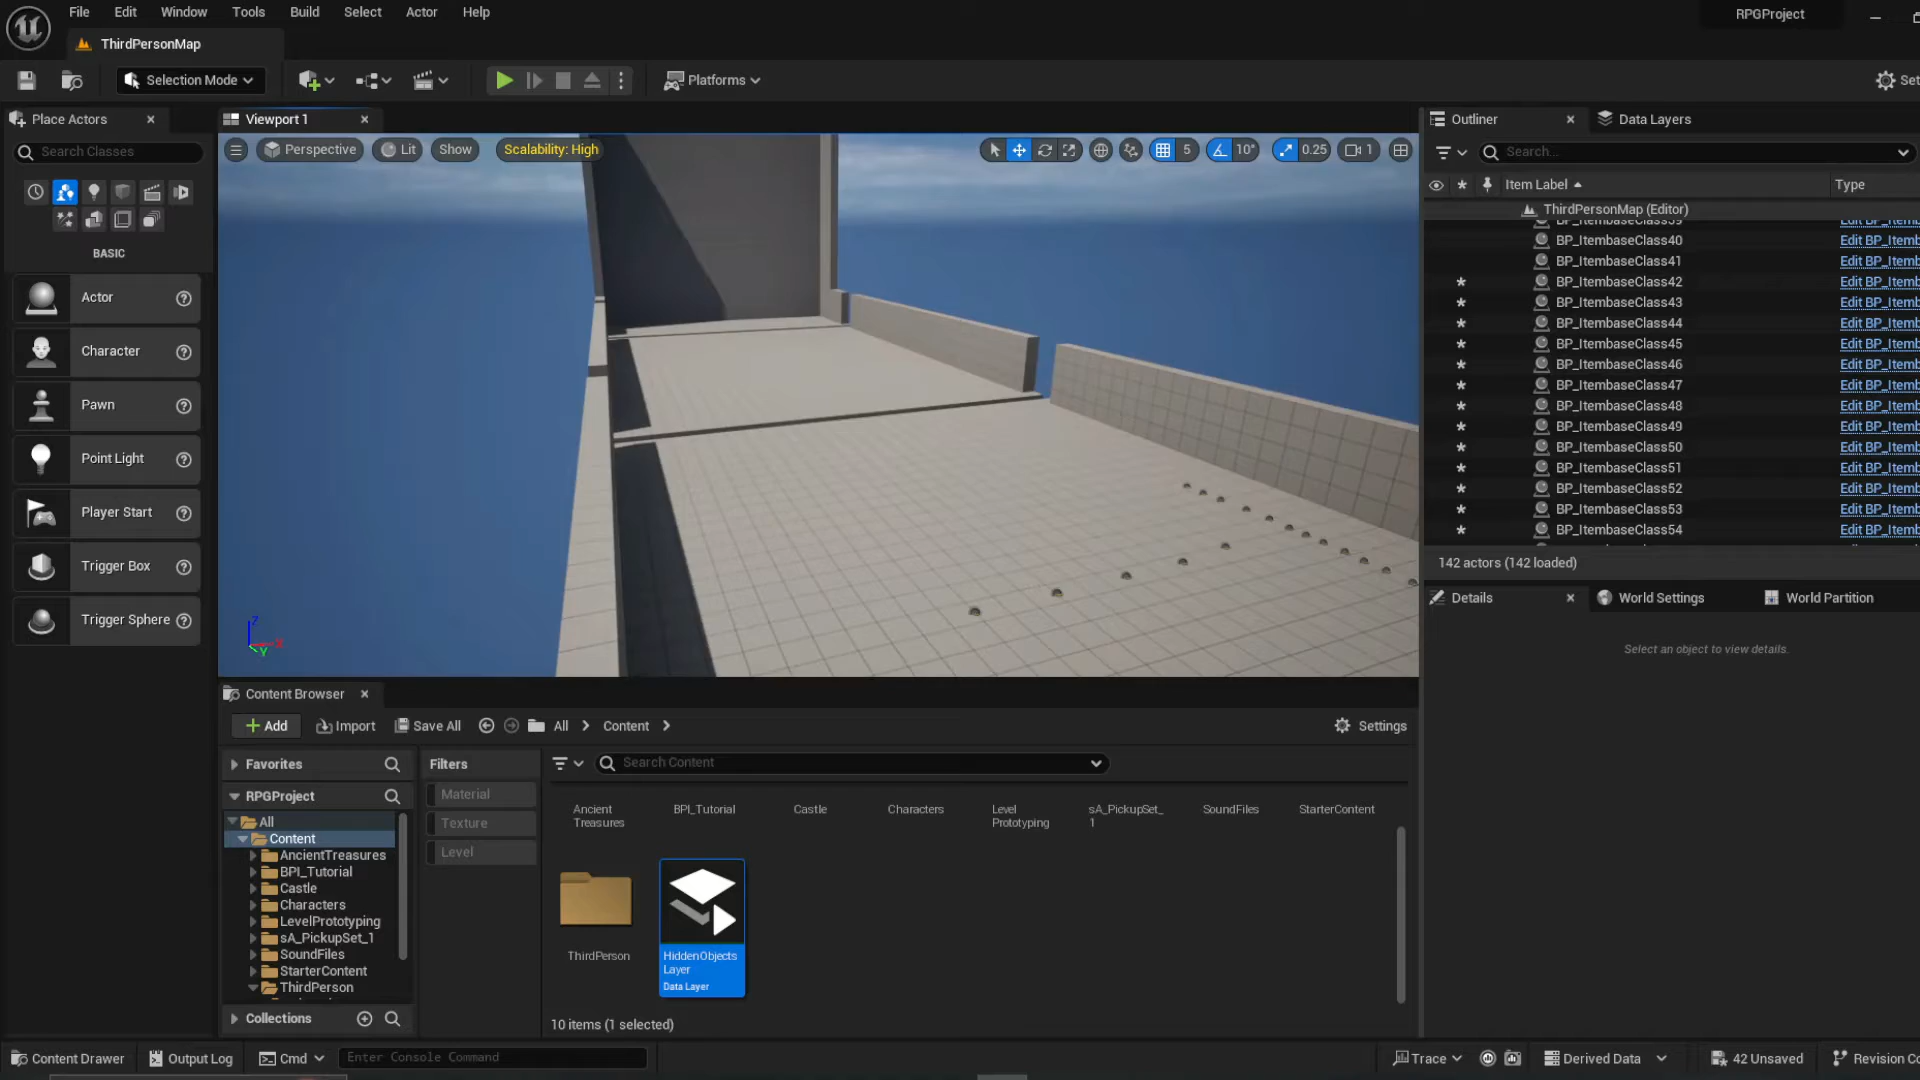 File Edit Window Tools Build Select Actor Help
RPGProject
ThirdPersonMap
Selection Mode
Platforms
Place Actors
Viewport 1
Outliner
Data Layers
Search Classes
Perspective
Lit
Show
Scalability: High
5
10°
0.25
1
Search...
Item Label
Type
ThirdPersonMap (Editor)
BP_ItembaseClass39
BP_ItembaseClass40 Edit BP_Itemb
BP_ItembaseClass41 Edit BP_Itemb
BP_ItembaseClass42 Edit BP_Itemb
BP_ItembaseClass43 Edit BP_Itemb
BP_ItembaseClass44 Edit BP_Itemb
BP_ItembaseClass45 Edit BP_Itemb
BP_ItembaseClass46 Edit BP_Itemb
BP_ItembaseClass47 Edit BP_Itemb
BP_ItembaseClass48 Edit BP_Itemb
BP_ItembaseClass49 Edit BP_Itemb
BP_ItembaseClass50 Edit BP_Itemb
BP_ItembaseClass51 Edit BP_Itemb
BP_ItembaseClass52 Edit BP_Itemb
BP_ItembaseClass53 Edit BP_Itemb
BP_ItembaseClass54 Edit BP_Itemb
142 actors (142 loaded)
BASIC
Actor
Character
Pawn
Point Light
Player Start
Trigger Box
Trigger Sphere
Z
X
Y
Details
World Settings
World Partition
Select an object to view details.
Content Browser
Add
Import
Save All
All
Content
Settings
Favorites
Filters
Search Content
RPGProject
Material
Texture
Level
All
Content
AncientTreasures
BPI_Tutorial
Castle
Characters
LevelPrototyping
sA_PickupSet_1
SoundFiles
StarterContent
ThirdPerson
Collections
Ancient
Treasures
BPI_Tutorial
Castle
Characters
Level
Prototyping
sA_PickupSet_
1
SoundFiles
StarterContent
ThirdPerson
HiddenObjects
Layer
Data Layer
10 items (1 selected)
Content Drawer
Output Log
Cmd
Enter Console Command
Trace
Derived Data
42 Unsaved
Revision Co